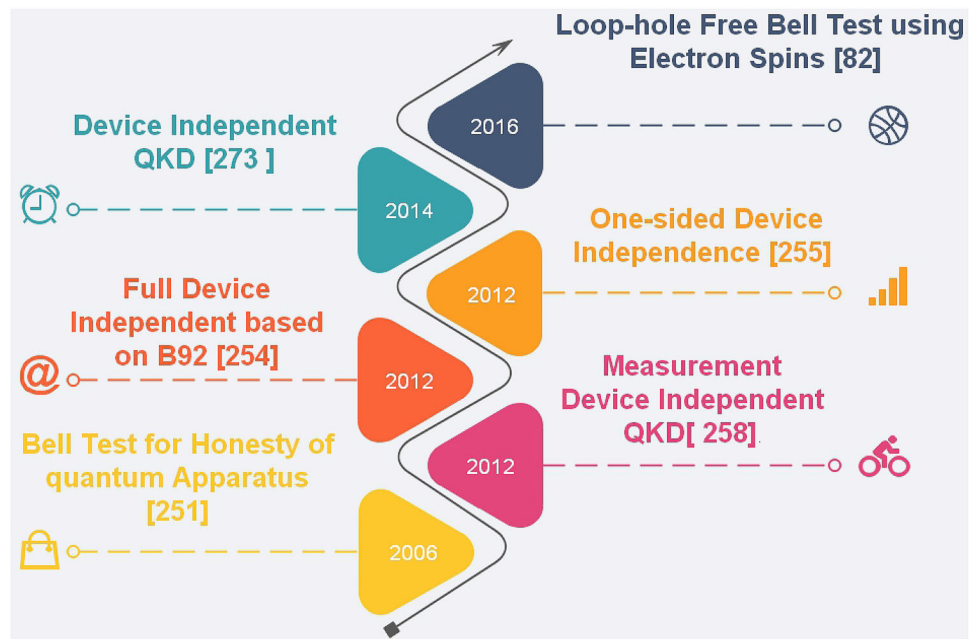 Loop-hole Free Bell Test using
Electron Spins [82]
2016
Device Independent
QKD [273 ]
2014
One-sided Device
Independence [255]
2012
Full Device
Independent based
on B92 [254]
@
2012
Measurement
Device Independent
QKD[ 258].
2012
Bell Test for Honesty of
quantum Apparatus
[251]
2006